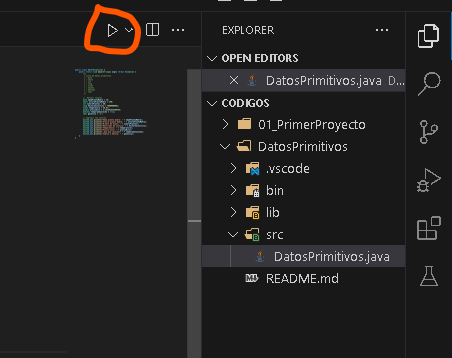 EXPLORER
OPEN EDITORS
DatosPrimitivos.java D...
CODIGOS
01_PrimerProyecto
DatosPrimitivos
.vscode
bin
lib
src
DatosPrimitivos.java
README.md